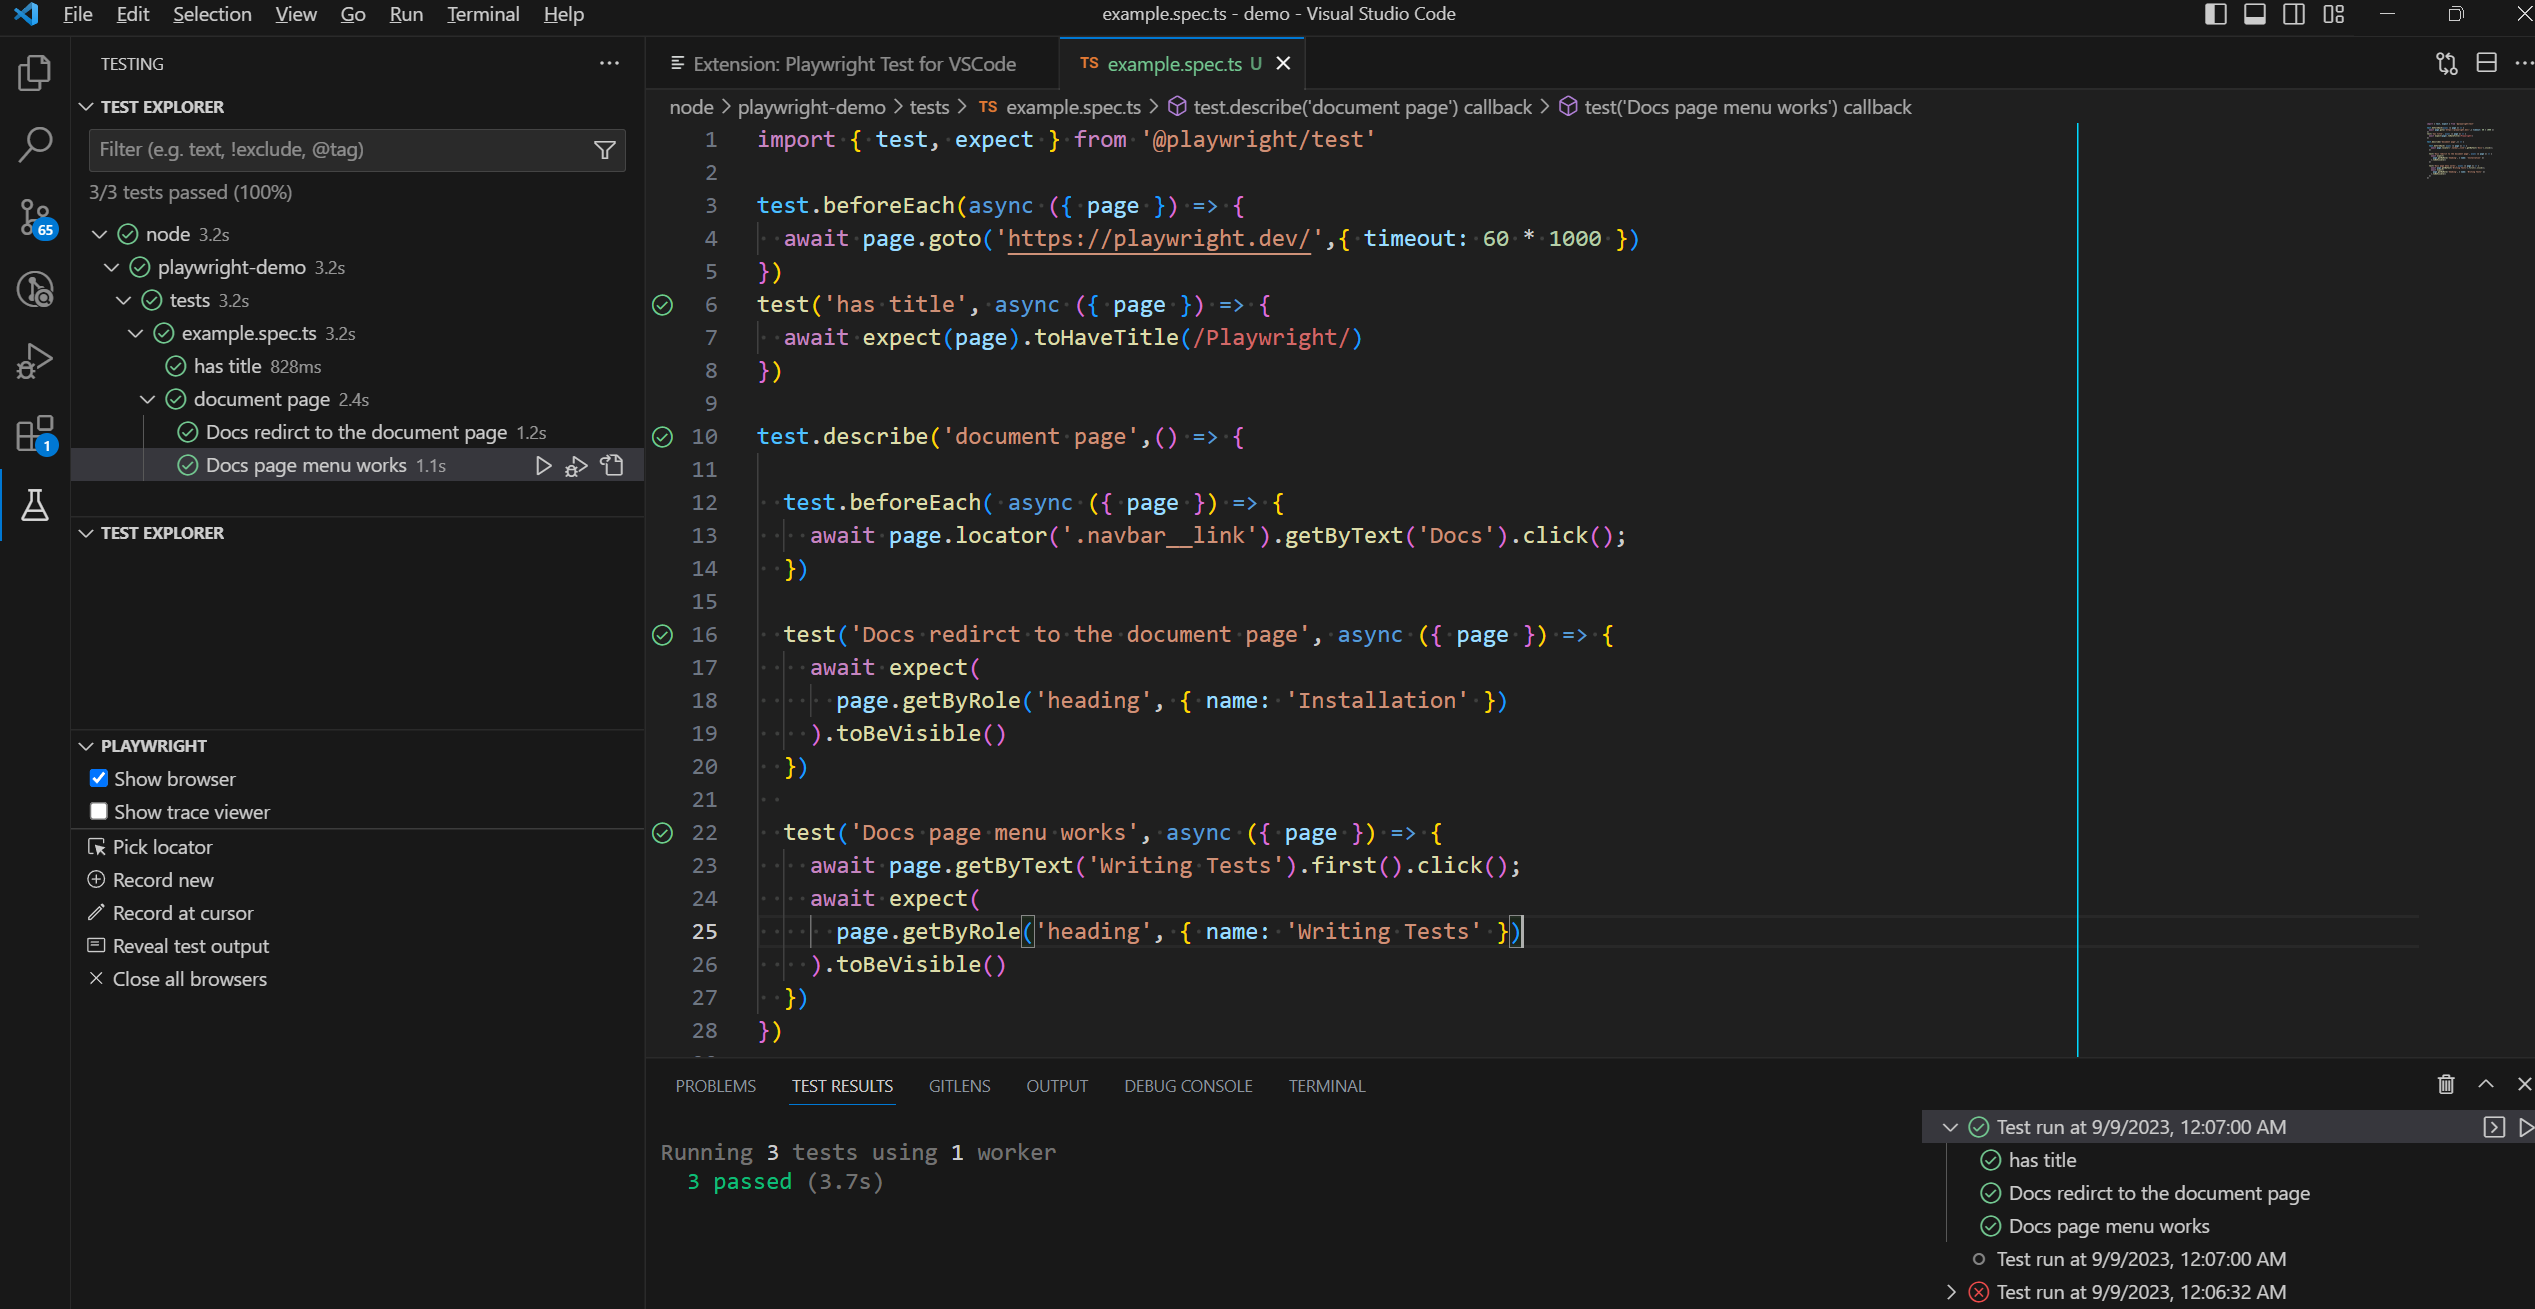 File Edit Selection View Go Run Terminal Help
example.spec.ts - demo - Visual Studio Code
TESTING
TEST EXPLORER
Filter (e.g. text, !exclude, @tag)
3/3 tests passed (100%)
node 3.2s
playwright-demo 3.2s
tests 3.2s
example.spec.ts 3.2s
has title 828ms
document page 2.4s
Docs redirct to the document page 1.2s
Docs page menu works 1.1s
65
1
TEST EXPLORER
PLAYWRIGHT
Show browser
Show trace viewer
Pick locator
Record new
Record at cursor
Reveal test output
Close all browsers
Extension: Playwright Test for VSCode
TS example.spec.ts U
node > playwright-demo > tests > TS example.spec.ts > test.describe('document page') callback > test('Docs page menu works') callback
1 import { test, expect } from '@playwright/test'
2
3 test.beforeEach(async ({ page }) => {
4 await page.goto('https://playwright.dev/',{ timeout: 60 * 1000 })
5 })
6 test('has title', async ({ page }) => {
7 await expect(page).toHaveTitle(/Playwright/)
8 })
9
10 test.describe('document page',() => {
11
12 test.beforeEach( async ({ page }) => {
13 await page.locator('.navbar__link').getByText('Docs').click();
14 })
15
16 test('Docs redirct to the document page', async ({ page }) => {
17 await expect(
18 page.getByRole('heading', { name: 'Installation' })
19 ).toBeVisible()
20 })
21
22 test('Docs page menu works', async ({ page }) => {
23 await page.getByText('Writing Tests').first().click();
24 await expect(
25 page.getByRole('heading', { name: 'Writing Tests' })
26 ).toBeVisible()
27 })
28 })
PROBLEMS TEST RESULTS GITLENS OUTPUT DEBUG CONSOLE TERMINAL
Running 3 tests using 1 worker
3 passed (3.7s)
Test run at 9/9/2023, 12:07:00 AM
has title
Docs redirct to the document page
Docs page menu works
Test run at 9/9/2023, 12:07:00 AM
Test run at 9/9/2023, 12:06:32 AM